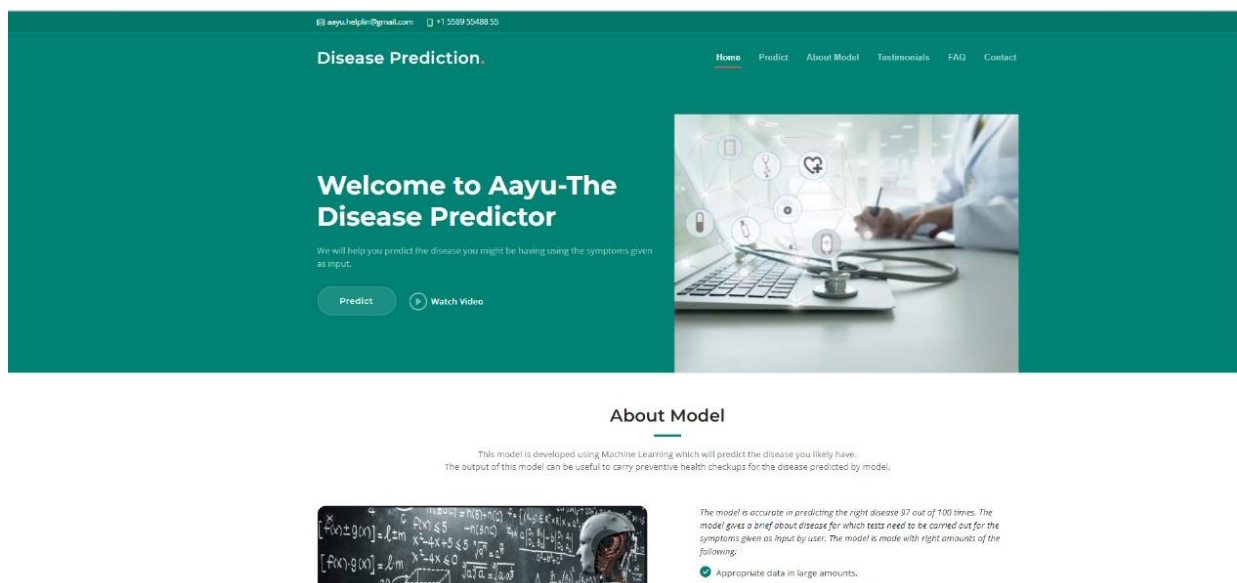 aayu.helplin@gmail.com +1 5589 55488 55
Disease Prediction.
Home Predict About Model Testimonials FAQ Contact
Welcome to Aayu-The
Disease Predictor
We will help you predict the disease you might be having using the symptoms given
as input.
Predict Watch Video
About Model
This model is developed using Machine Learning which will predict the disease you likely have.
The output of this model can be useful to carry preventive health checkups for the disease predicted by model.
The model is accurate in predicting the right disease 97 out of 100 times. The
model gives a brief about disease for which tests need to be carried out for the
symptoms given as input by user. The model is made with right amounts of the
following:
Appropriate data in large amounts.